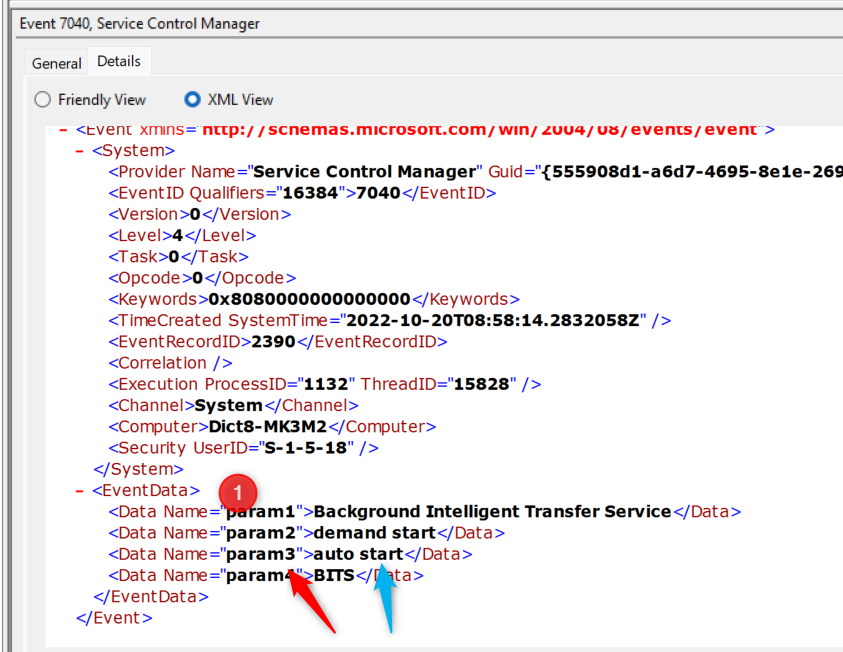 Event 7040, Service Control Manager
General Details
Friendly View XML View
- <Event xmlns="http://schemas.microsoft.com/win/2004/08/events/event">
- <System>
<Provider Name="Service Control Manager" Guid="{555908d1-a6d7-4695-8e1e-269
<EventID Qualifiers="16384">7040</EventID>
<Version>0</Version>
<Level>4</Level>
<Task>0</Task>
<Opcode>0</Opcode>
<Keywords>0x8080000000000000</Keywords>
<TimeCreated SystemTime="2022-10-20T08:58:14.2832058Z" />
<EventRecordID>2390</EventRecordID>
<Correlation />
<Execution ProcessID="1132" ThreadID="15828" />
<Channel>System</Channel>
<Computer>Dict8-MK3M2</Computer>
<Security UserID="S-1-5-18" />
</System>
- <EventData> 1
<Data Name="param1">Background Intelligent Transfer Service</Data>
<Data Name="param2">demand start</Data>
<Data Name="param3">auto start</Data>
<Data Name="param4">BITS</Data>
</EventData>
</Event>